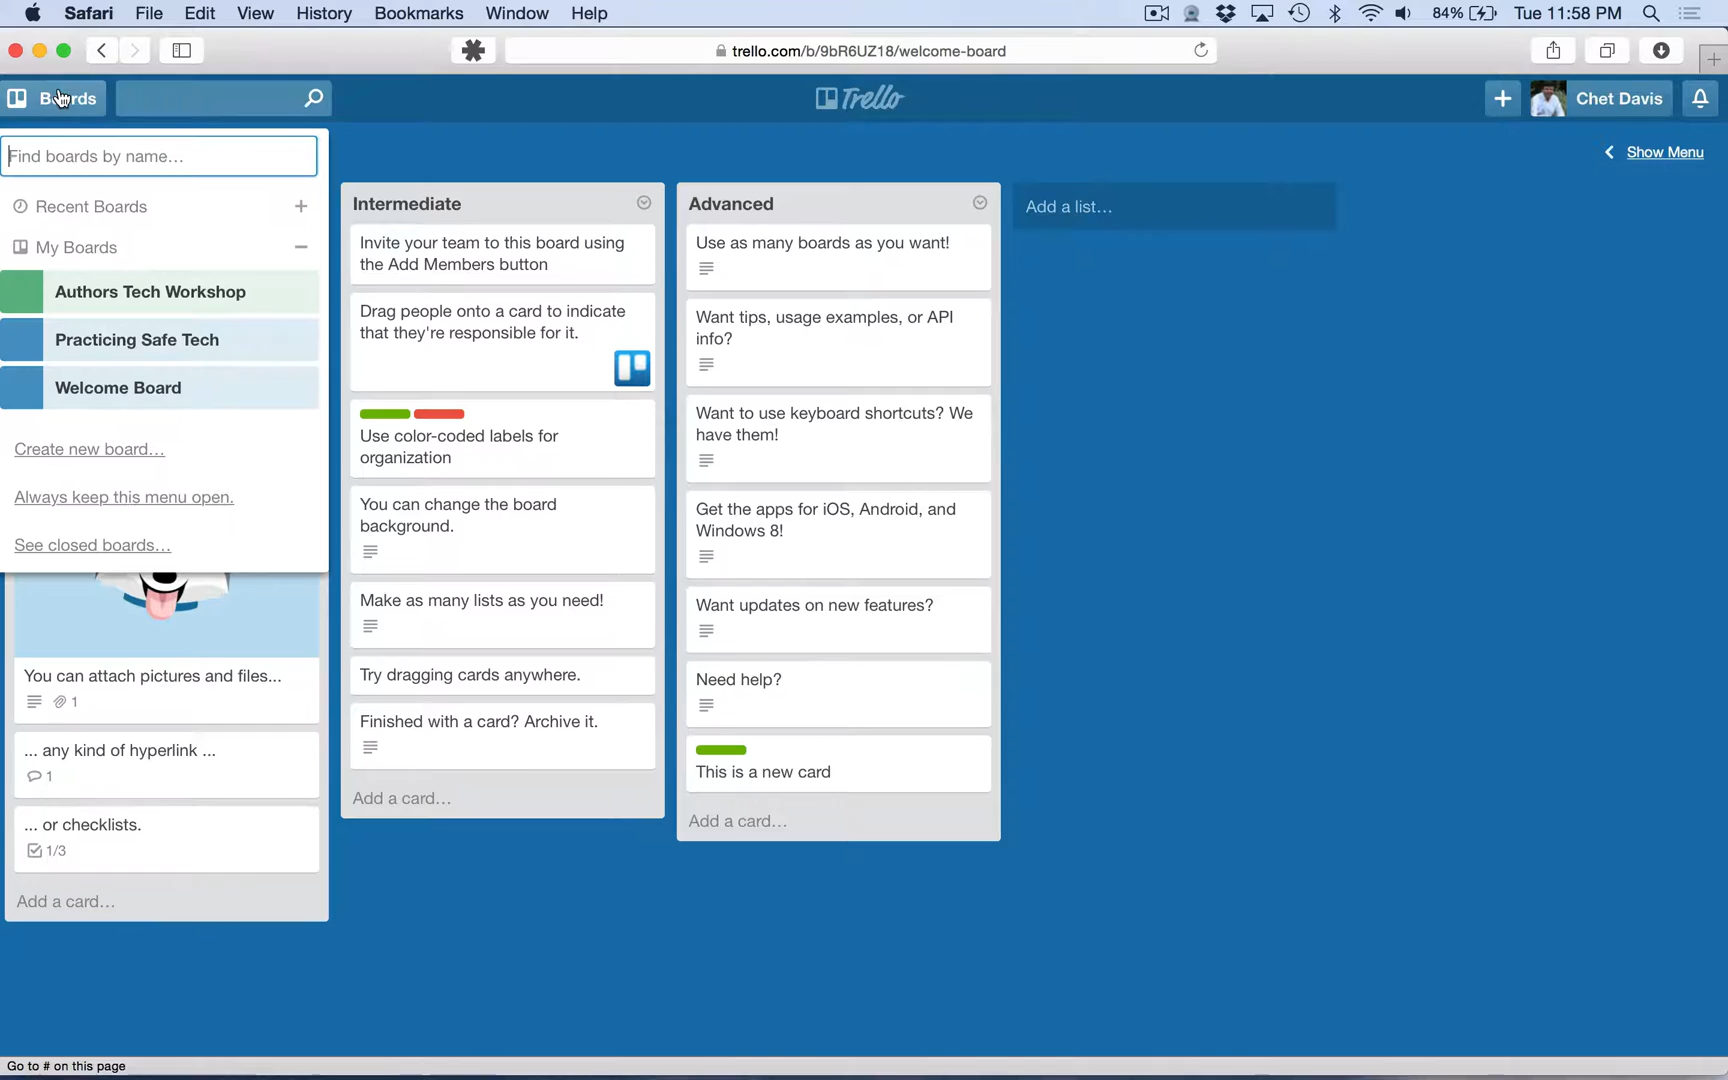 Safari File Edit View History Bookmarks Window Help 84% Tue 11:58 PM
trello.com/b/9bR6UZ18/welcome-board
Boards
Trello
Chet Davis
Find boards by name…
Recent Boards
My Boards
Authors Tech Workshop
Practicing Safe Tech
Welcome Board
Create new board…
Always keep this menu open.
See closed boards…
You can attach pictures and files...
1
... any kind of hyperlink ...
1
... or checklists.
1/3
Add a card…
Intermediate
Invite your team to this board using
the Add Members button
Drag people onto a card to indicate
that they're responsible for it.
Use color-coded labels for
organization
You can change the board
background.
Make as many lists as you need!
Try dragging cards anywhere.
Finished with a card? Archive it.
Add a card…
Advanced
Use as many boards as you want!
Want tips, usage examples, or API
info?
Want to use keyboard shortcuts? We
have them!
Get the apps for iOS, Android, and
Windows 8!
Want updates on new features?
Need help?
This is a new card
Add a card…
Add a list…
Show Menu
Go to # on this page